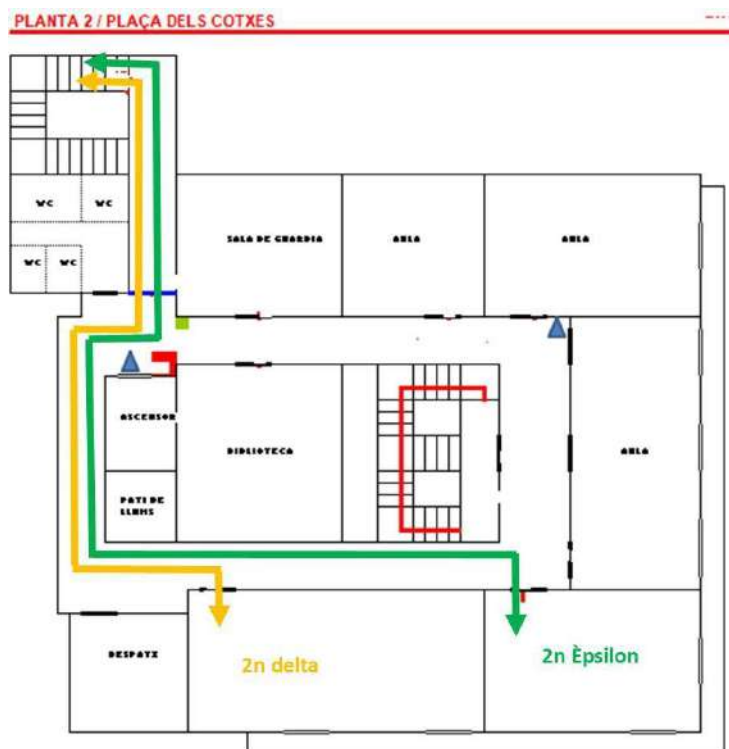 PLANTA 2 / PLAÇA DELS COTXES
WC WC
SALA DE GUARDIA AULA AULA
WC WC
ASCENSOR
BIBLIOTECA AULA
PATI DE
LLUMS
DESPATX
2n delta 2n Èpsilon